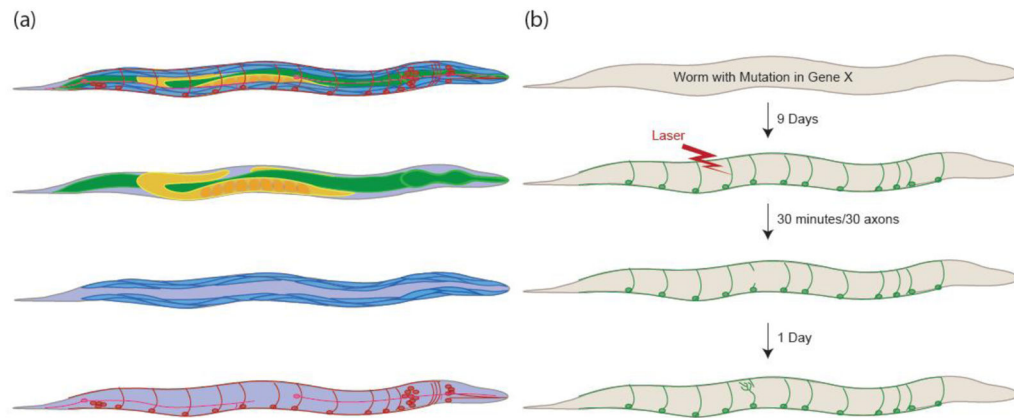 (a)
(b)
Worm with Mutation in Gene X
9 Days
Laser
30 minutes/30 axons
1 Day